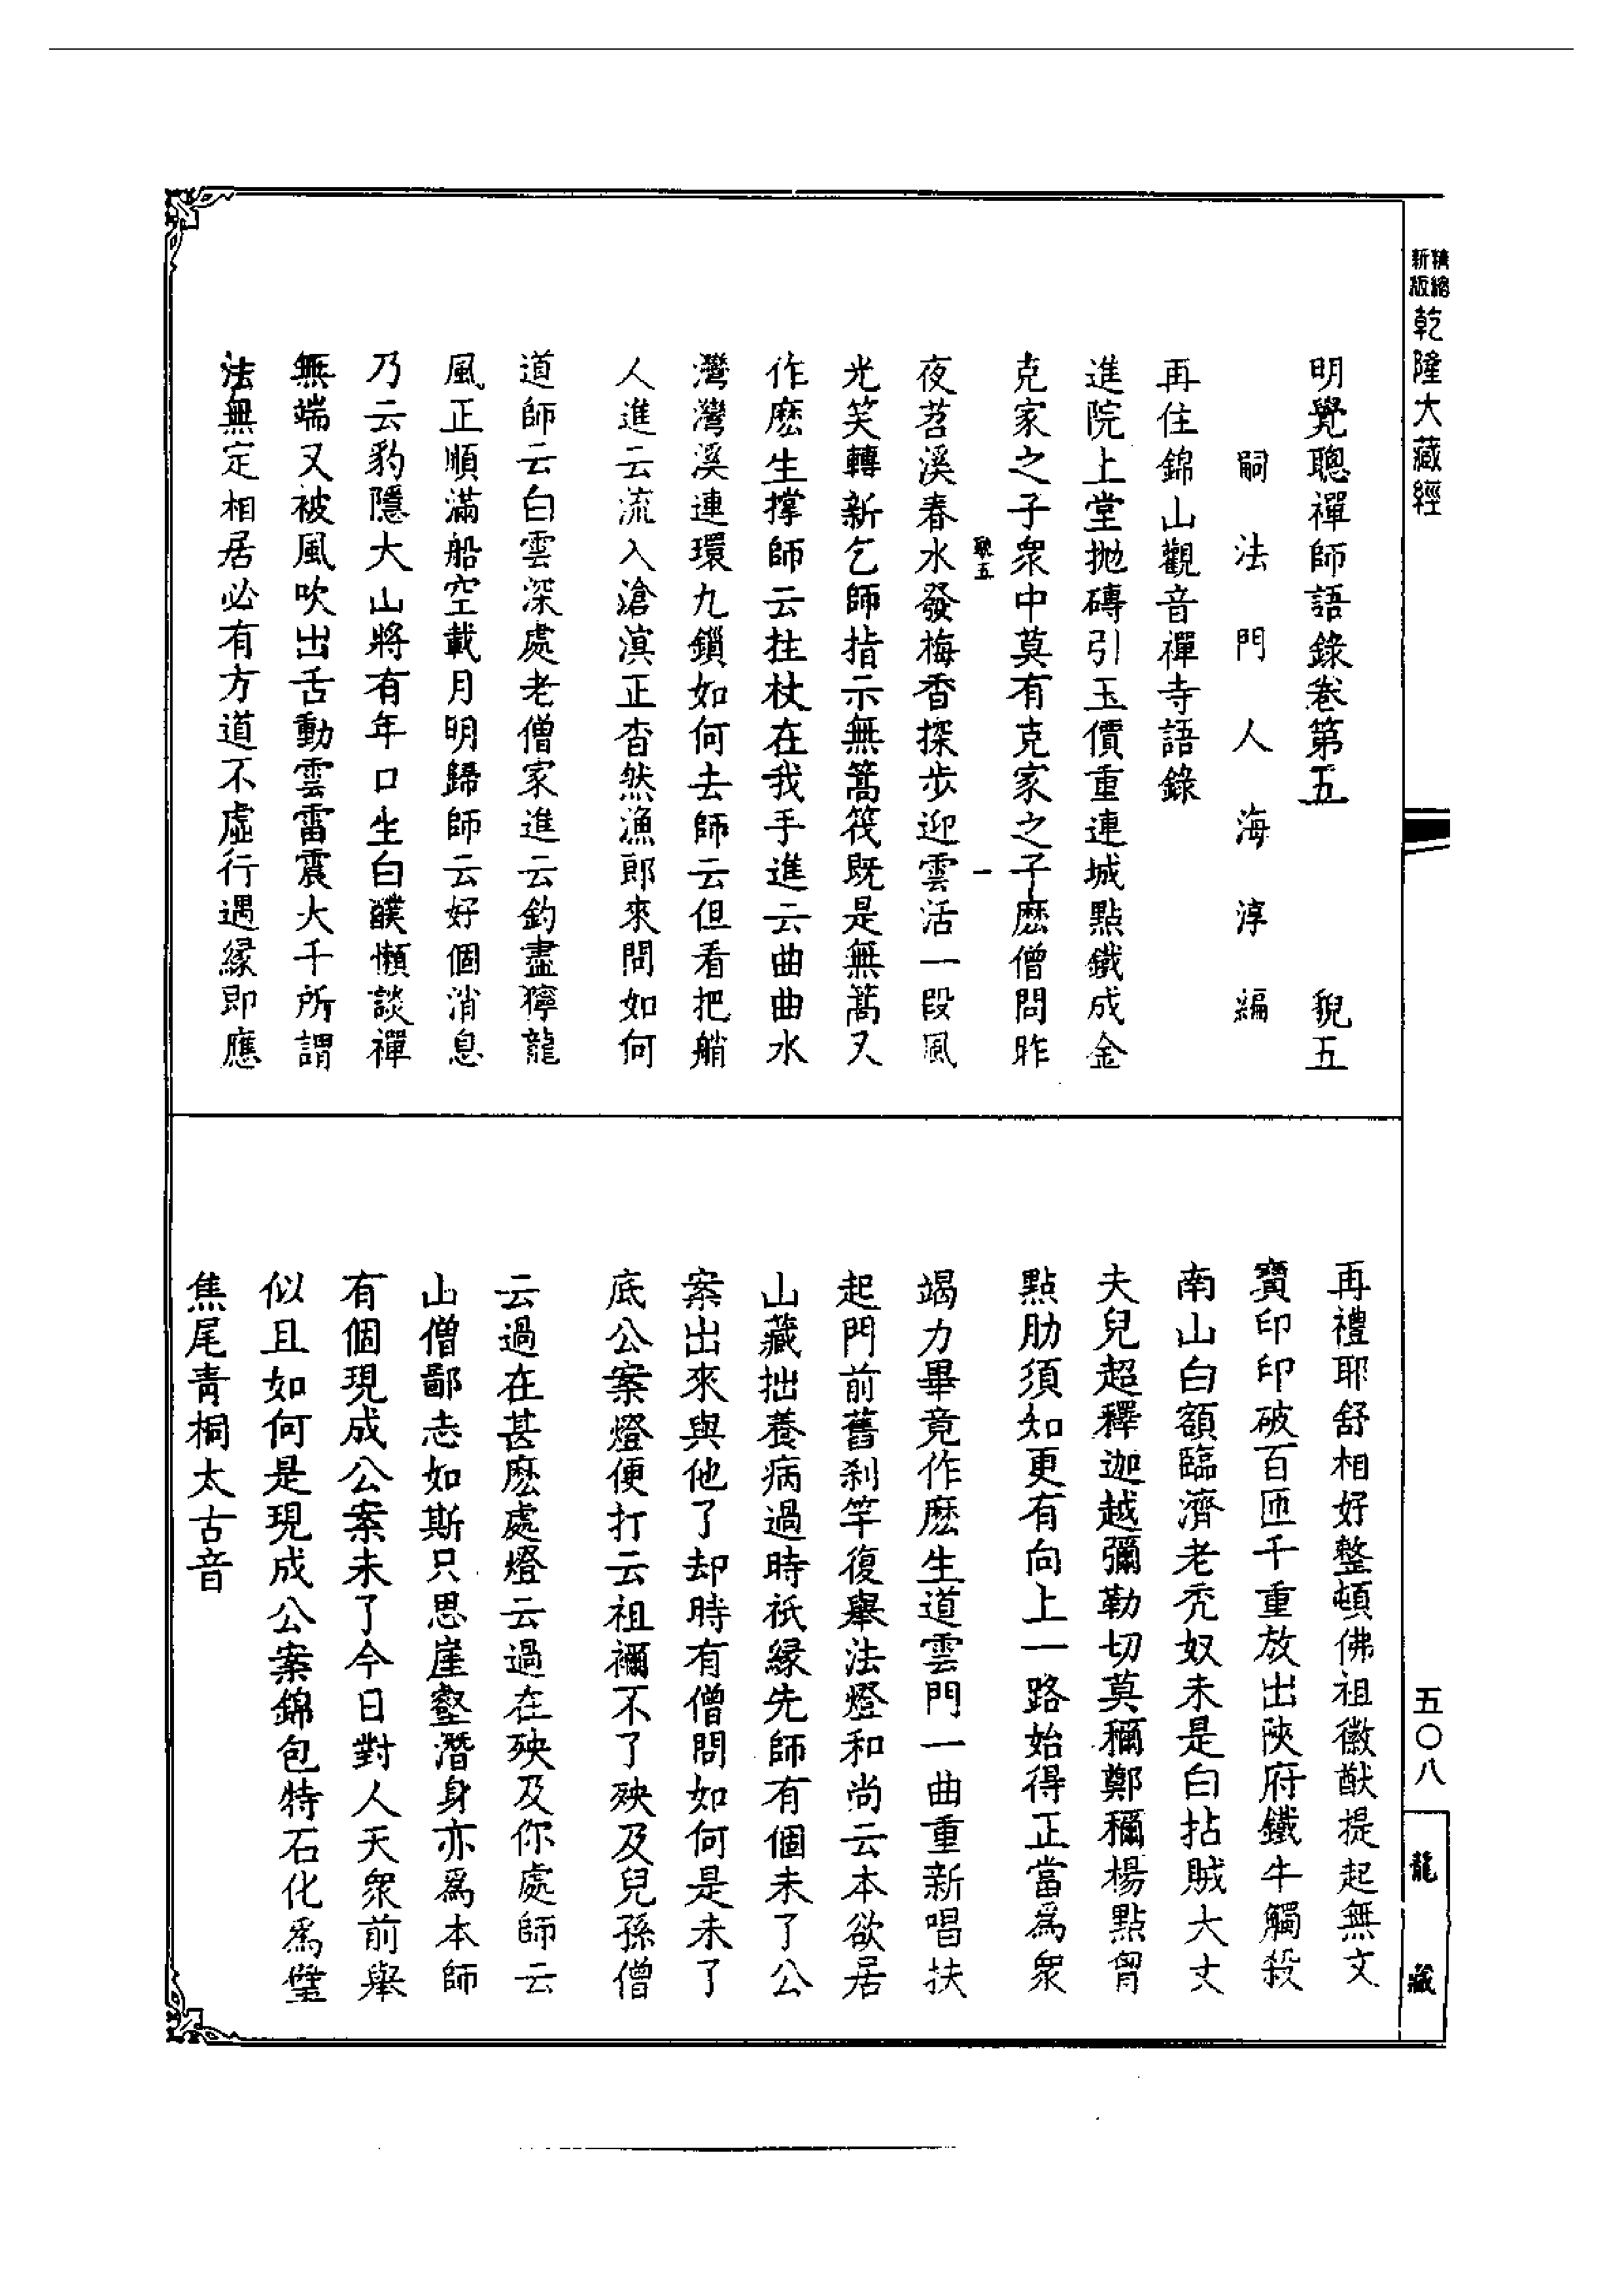 精縮新版乾隆大藏經
明覺聰禪師語錄卷第五 貎五
嗣法門人海淳編
再住錦山觀音禪寺語錄
進院上堂拋磚引玉價重連城點鐵成金
克家之子衆中莫有克家之子麽僧問昨
貎五 一
夜苕溪春水發梅香探步迎雲活一段風
光笑轉新乞師指示無篙筏既是無篙又
作麽生撑師云拄杖在我手進云曲曲水
灣灣溪連環九鎖如何去師云但看把艄
人進云流入滄溟正杳然漁郎來問如何
道師云白雲深處老僧家進云釣盡獰龍
風正順滿船空載月明歸師云好個消息
乃云豹隱大山將有年口生白醭懶談禪
無端又被風吹出舌動雲雷震大千所謂
法無定相居必有方道不虛行遇緣即應
再禮耶舒相好整頓佛祖徽猷提起無文
寶印印破百匝千重放出陝府鐵牛觸殺
南山白額臨濟老禿奴未是白拈賊大丈
夫兒超釋迦越彌勒切莫穪鄭穪楊點胷
點肋須知更有向上一路始得正當爲衆
竭力畢竟作麽生道雲門一曲重新唱扶
起門前舊刹竿復舉法燈和尚云本欲居
山藏拙養病過時祇緣先師有個未了公
案出來與他了却時有僧問如何是未了
底公案燈便打云祖禰不了殃及兒孫僧
云過在甚麽處燈云過在殃及你處師云
山僧鄙志如斯只思崖壑潛身亦爲本師
有個現成公案未了今日對人天衆前舉
似且如何是現成公案錦包特石化爲璧
焦尾青桐太古音
五〇八
龍藏